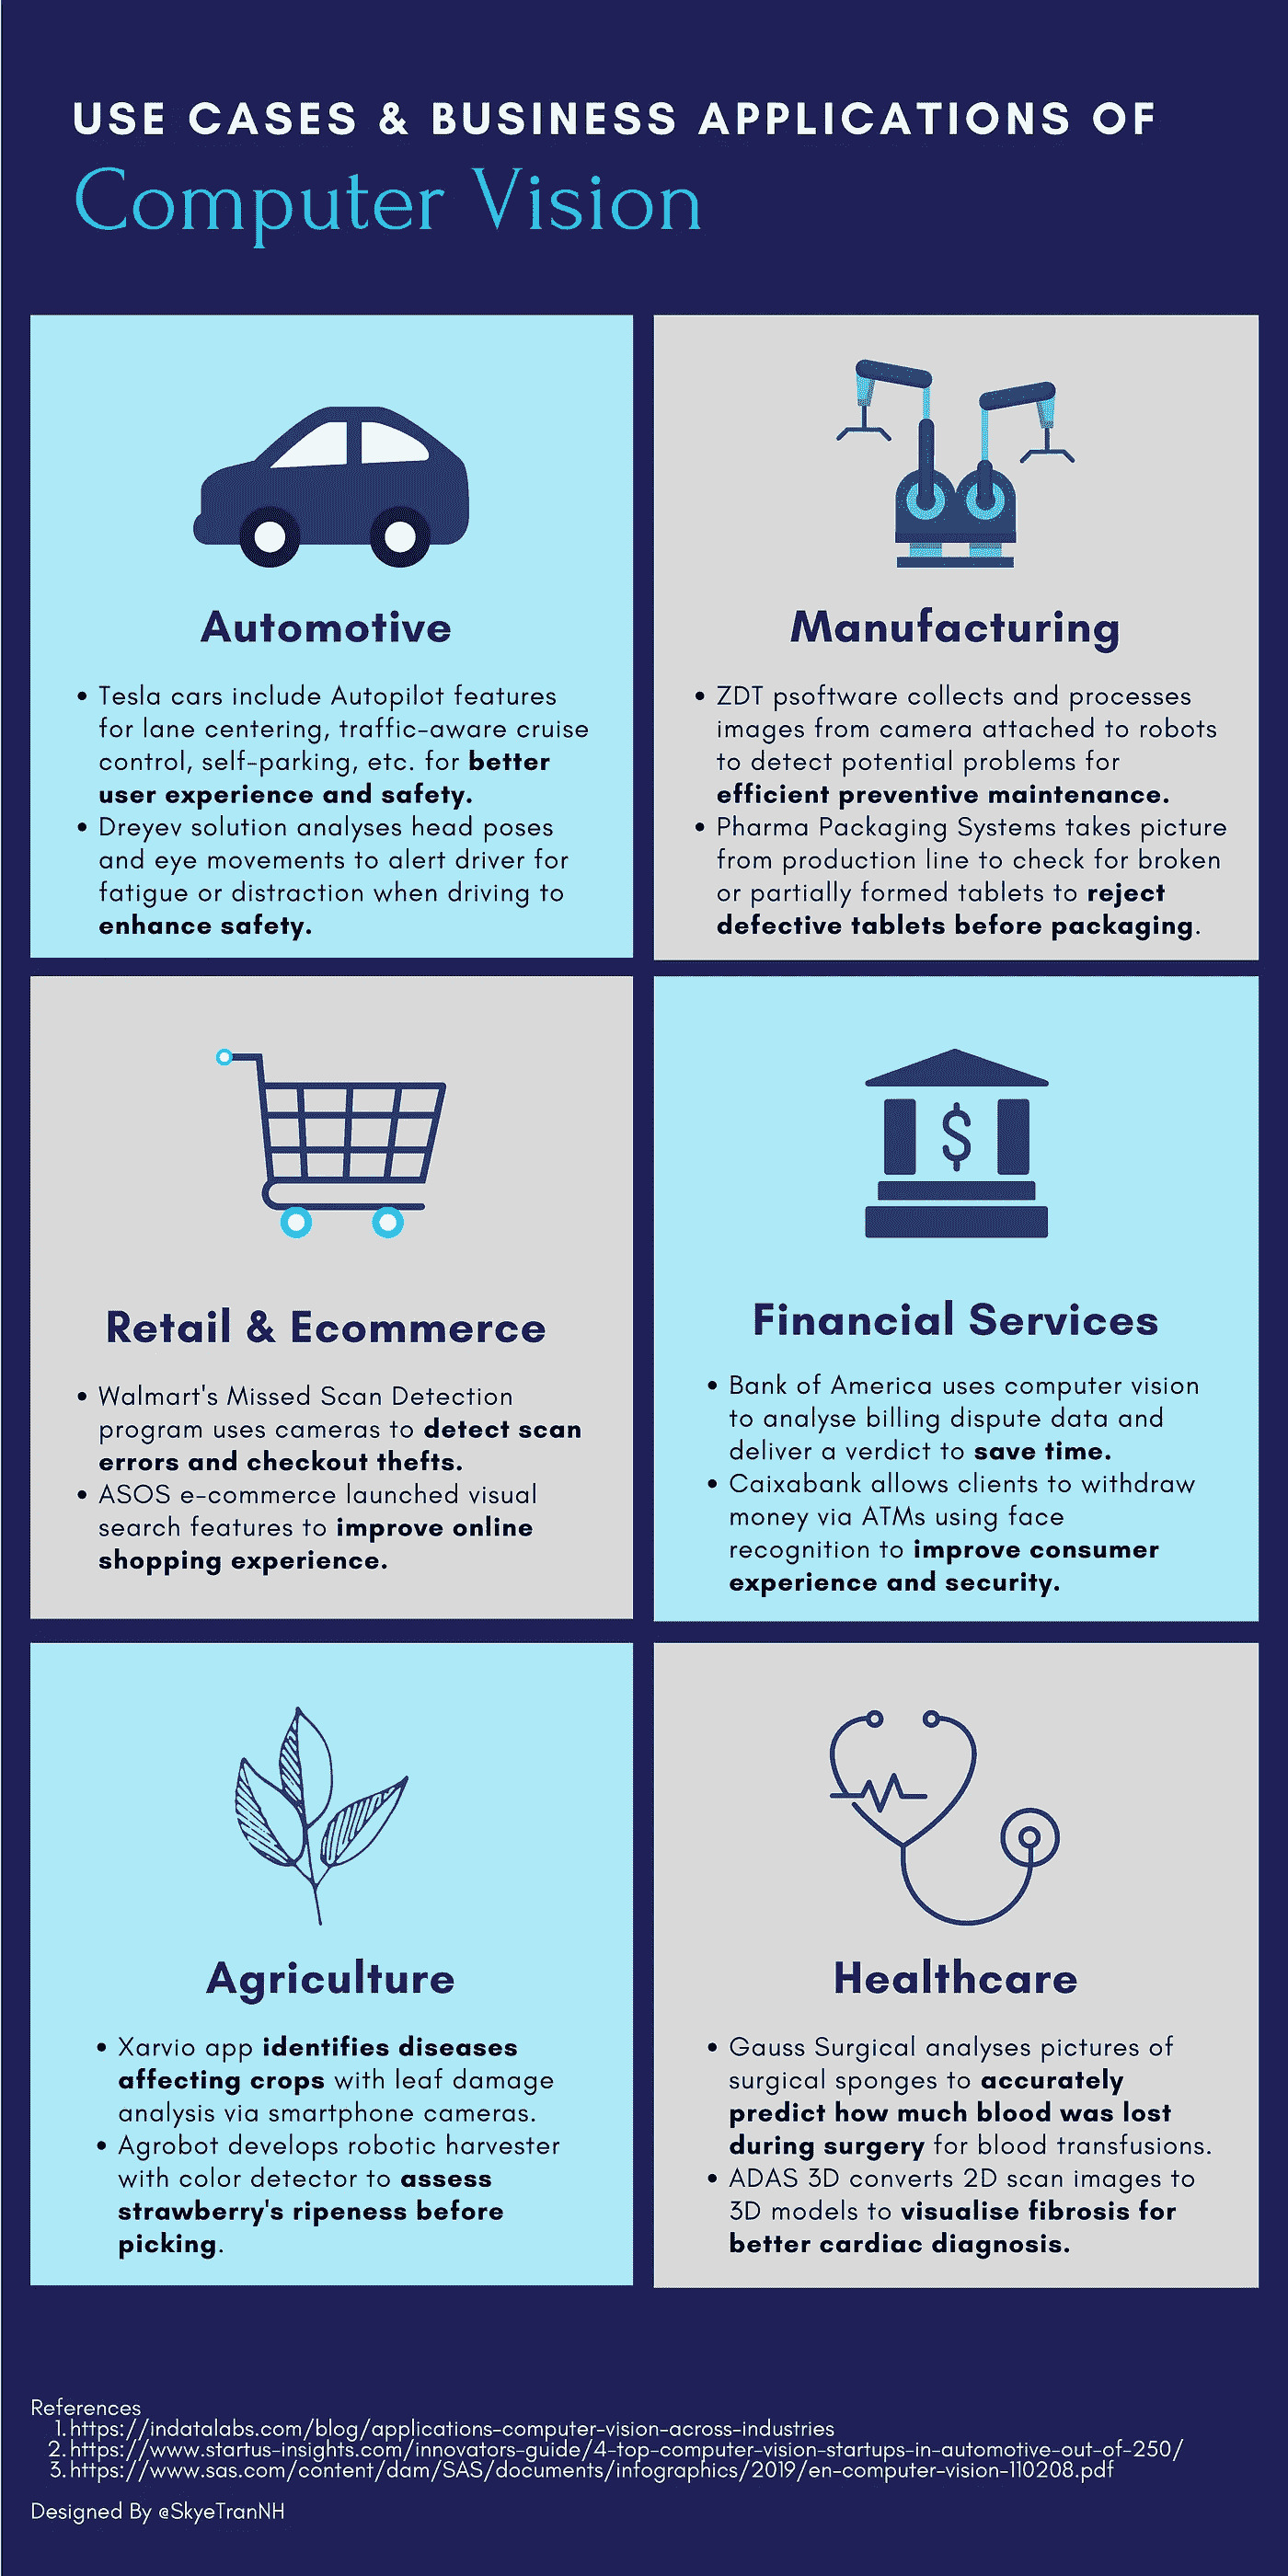 USE CASES & BUSINESS APPLICATIONS OF
Computer Vision
Automotive
• Tesla cars include Autopilot features
for lane centering, traffic-aware cruise
control, self-parking, etc. for better
user experience and safety.
• Dreyev solution analyses head poses
and eye movements to alert driver for
fatigue or distraction when driving to
enhance safety.
Manufacturing
• ZDT psoftware collects and processes
images from camera attached to robots
to detect potential problems for
efficient preventive maintenance.
• Pharma Packaging Systems takes picture
from production line to check for broken
or partially formed tablets to reject
defective tablets before packaging.
Retail & Ecommerce
• Walmart's Missed Scan Detection
program uses cameras to detect scan
errors and checkout thefts.
• ASOS e-commerce launched visual
search features to improve online
shopping experience.
$
Financial Services
• Bank of America uses computer vision
to analyse billing dispute data and
deliver a verdict to save time.
• Caixabank allows clients to withdraw
money via ATMs using face
recognition to improve consumer
experience and security.
Agriculture
• Xarvio app identifies diseases
affecting crops with leaf damage
analysis via smartphone cameras.
• Agrobot develops robotic harvester
with color detector to assess
strawberry's ripeness before
picking.
Healthcare
• Gauss Surgical analyses pictures of
surgical sponges to accurately
predict how much blood was lost
during surgery for blood transfusions.
• ADAS 3D converts 2D scan images to
3D models to visualise fibrosis for
better cardiac diagnosis.
References
1. https://indatalabs.com/blog/applications-computer-vision-across-industries
2. https://www.startus-insights.com/innovators-guide/4-top-computer-vision-startups-in-automotive-out-of-250/
3. https://www.sas.com/content/dam/SAS/documents/infographics/2019/en-computer-vision-110208.pdf
Designed By @SkyeTranNH